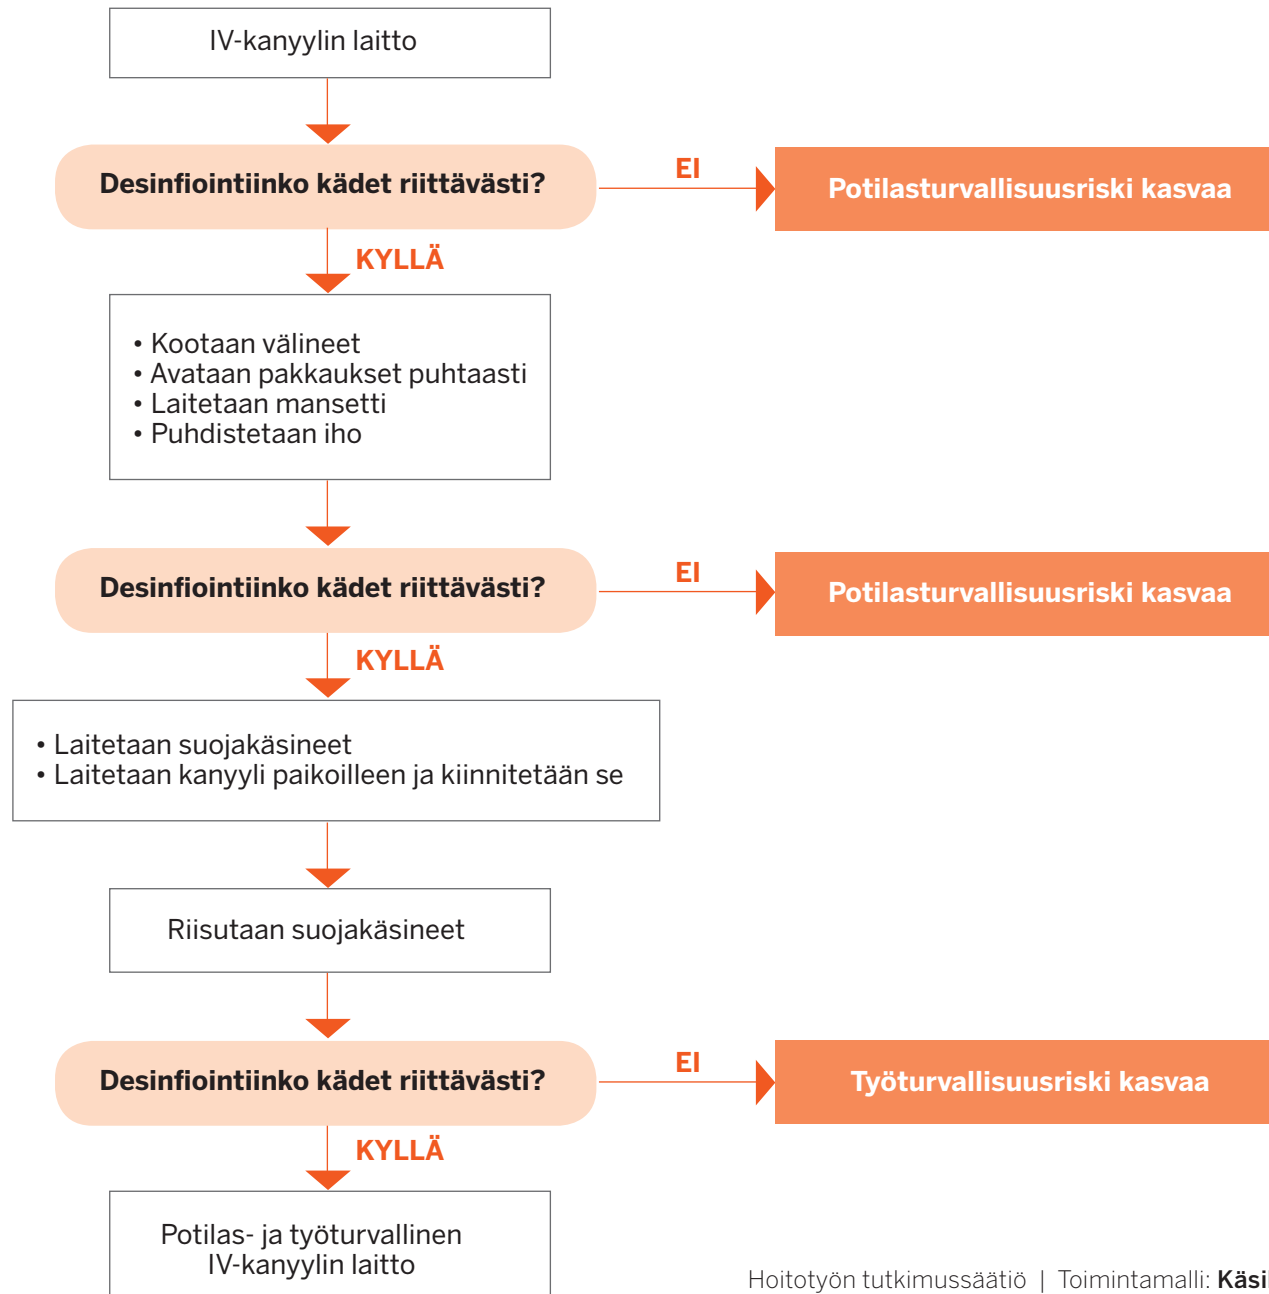 IV-kanyylin laitto
Desinfiointiinko kädet riittävästi?
EI
Potilasturvallisuusriski kasvaa
KYLLÄ
• Kootaan välineet
• Avataan pakkaukset puhtaasti
• Laitetaan mansetti
• Puhdistetaan iho
Desinfiointiinko kädet riittävästi?
EI
Potilasturvallisuusriski kasvaa
KYLLÄ
• Laitetaan suojakäsineet
• Laitetaan kanyyli paikoilleen ja kiinnitetään se
Riisutaan suojakäsineet
Desinfiointiinko kädet riittävästi?
EI
Työturvallisuusriski kasvaa
KYLLÄ
Potilas- ja työturvallinen
IV-kanyylin laitto
Hoitotyön tutkimussäätiö | Toimintamalli: Käsi